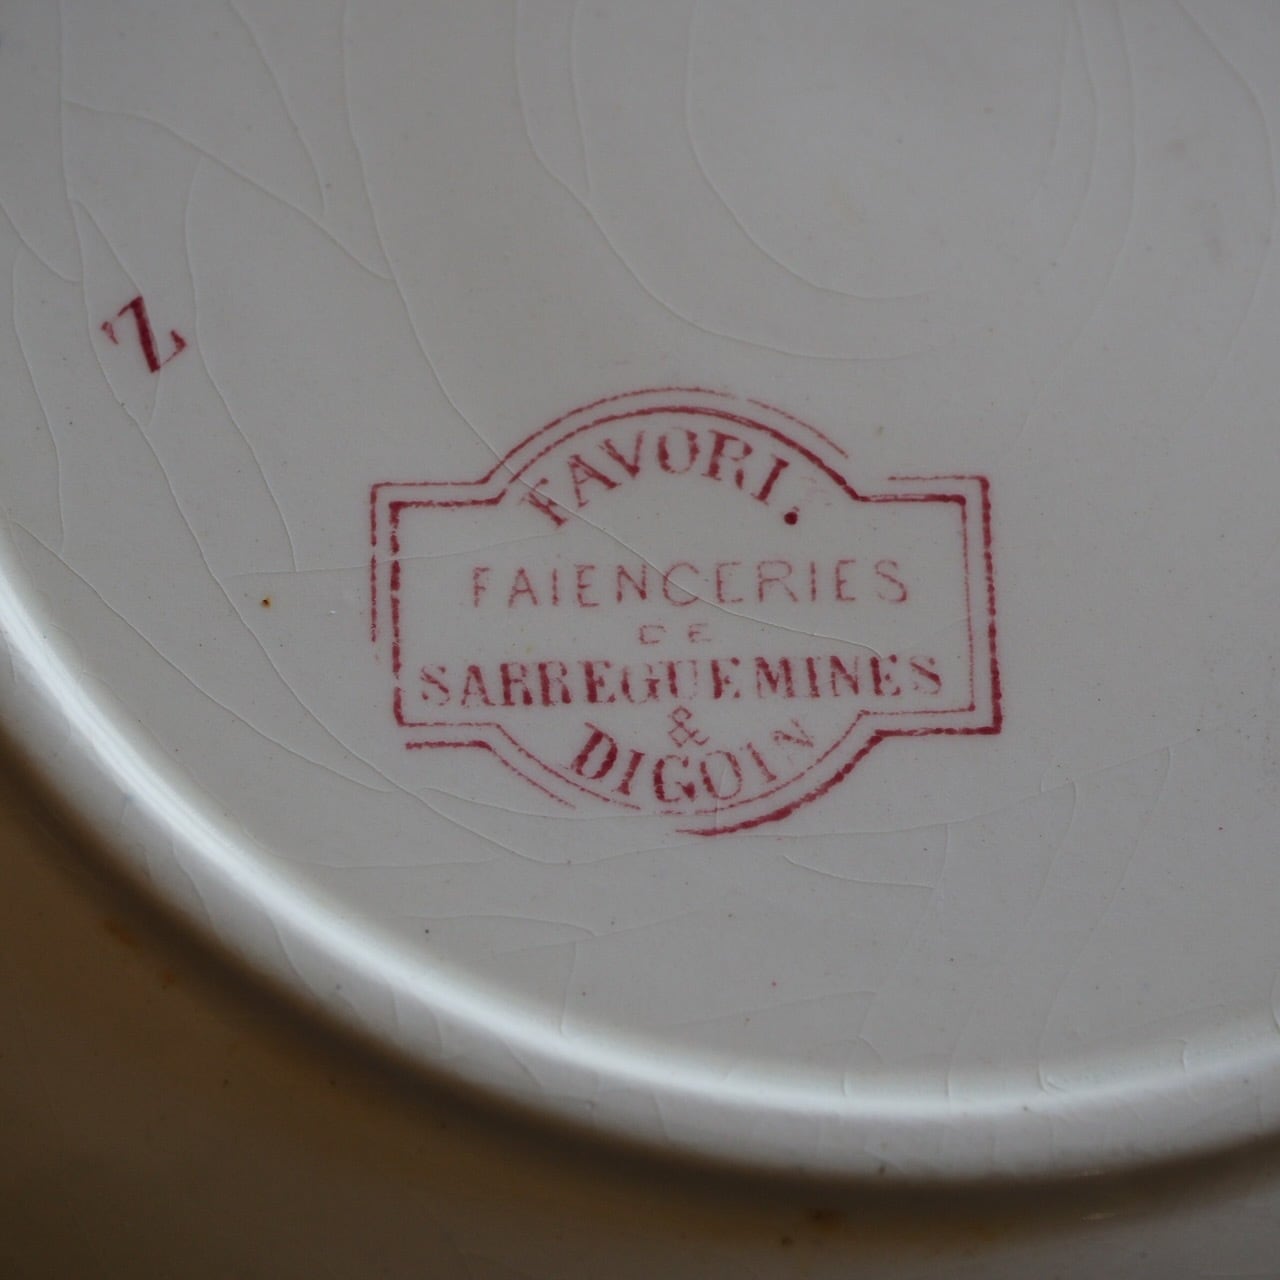 Z
FAVORI.
FAIENCERIES
DE
SARREGUEMINES
&
DIGOIN